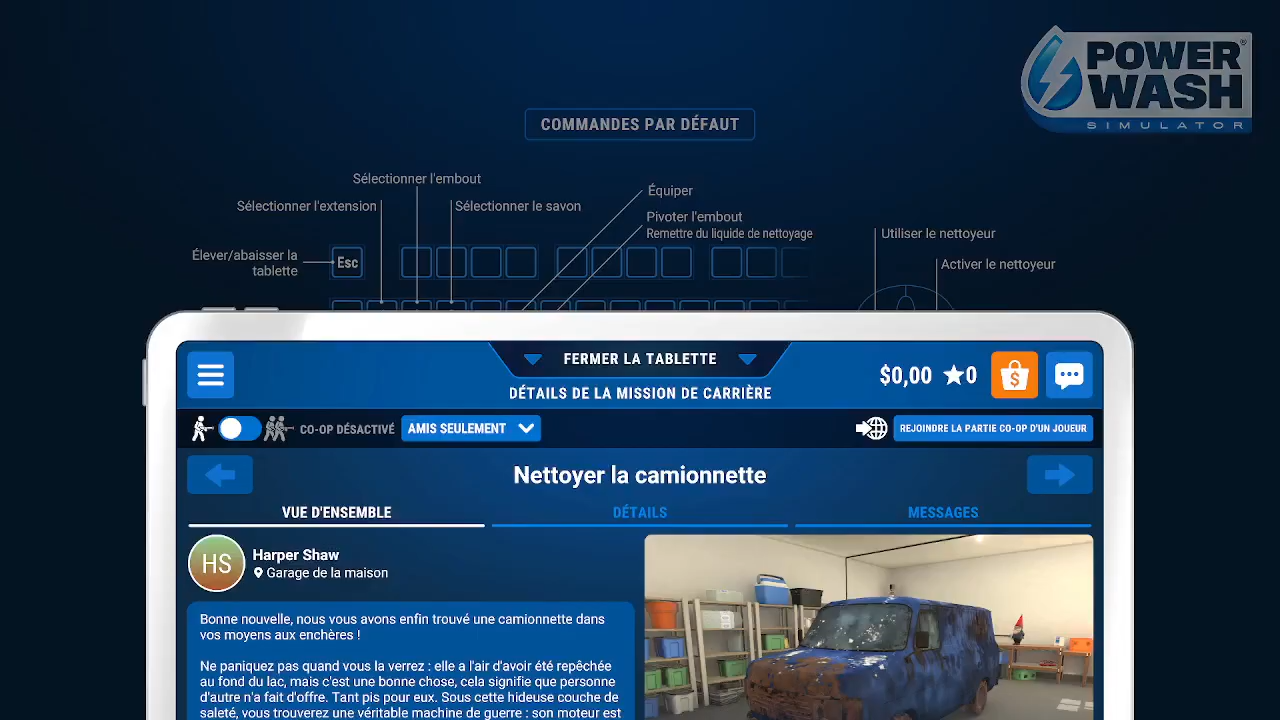 POWER
WASH
SIMULATOR
COMMANDES PAR DÉFAUT
Sélectionner l'embout
Sélectionner l'extension
Sélectionner le savon
Équiper
Pivoter l'embout
Remettre du liquide de nettoyage
Utiliser le nettoyeur
Activer le nettoyeur
Élever/abaisser la
tablette
Esc
FERMER LA TABLETTE
DÉTAILS DE LA MISSION DE CARRIÈRE
$0,00 ★0
CO-OP DÉSACTIVÉ
AMIS SEULEMENT
REJOINDRE LA PARTIE CO-OP D'UN JOUEUR
Nettoyer la camionnette
VUE D'ENSEMBLE
DÉTAILS
MESSAGES
HS
Harper Shaw
Garage de la maison
Bonne nouvelle, nous vous avons enfin trouvé une camionnette dans
vos moyens aux enchères !
Ne paniquez pas quand vous la verrez : elle a l'air d'avoir été repêchée
au fond du lac, mais c'est une bonne chose, cela signifie que personne
d'autre n'a fait d'offre. Tant pis pour eux. Sous cette hideuse couche de
saleté, vous trouverez une véritable machine de guerre : son moteur est